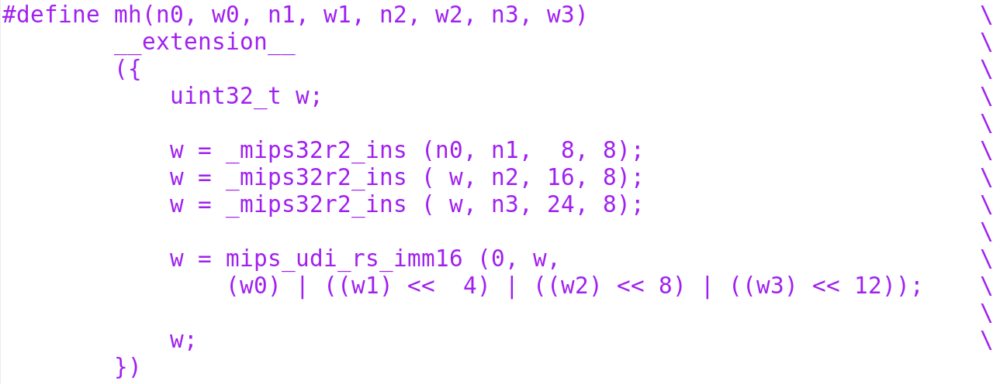 #define mh(n0, w0, n1, w1, n2, w2, n3, w3)                            \
        __extension__                                                 \
        ({                                                            \
            uint32_t w;                                               \
                                                                      \
            w = _mips32r2_ins (n0, n1,  8, 8);                        \
            w = _mips32r2_ins ( w, n2, 16, 8);                        \
            w = _mips32r2_ins ( w, n3, 24, 8);                        \
                                                                      \
            w = mips_udi_rs_imm16 (0, w,                              \
                (w0) | ((w1) <<  4) | ((w2) << 8) | ((w3) << 12));    \
                                                                      \
            w;                                                        \
        })